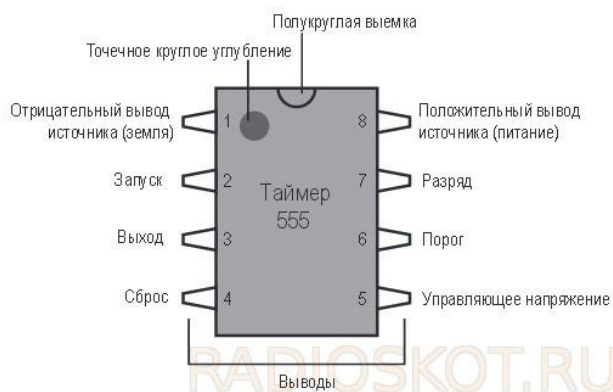 Полукруглая выемка
Точечное круглое углубление
Отрицательный вывод
источника (земля)
1
8
Положительный вывод
источника (питание)
Запуск
2
7
Разряд
Таймер
555
Выход
3
6
Порог
Сброс
4
5
Управляющее напряжение
Выводы
RADIOSKOT.RU